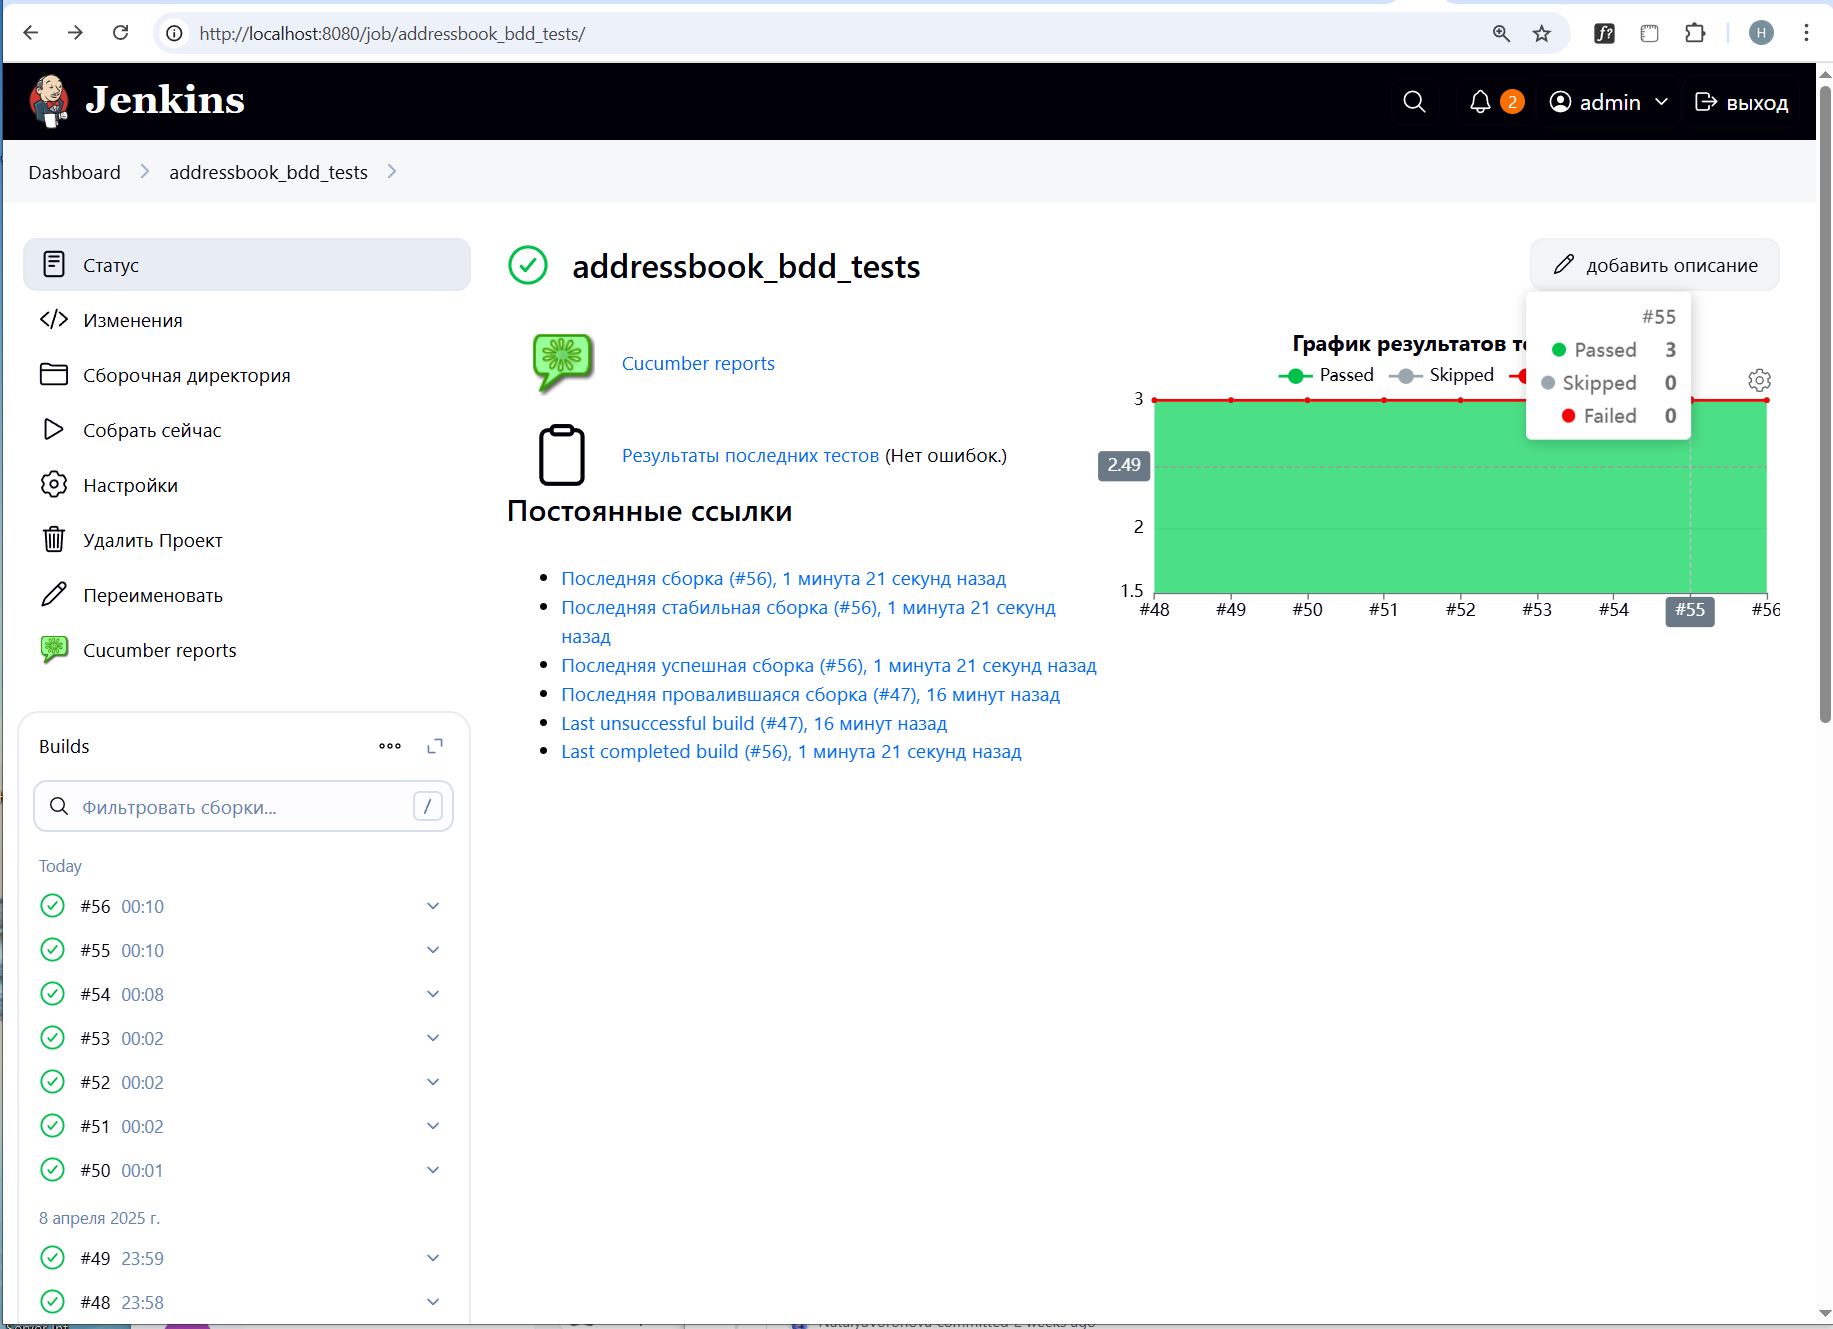 http://localhost:8080/job/addressbook_bdd_tests/
f?
H
Jenkins
2
admin
выход
Dashboard
addressbook_bdd_tests
Статус
Изменения
Сборочная директория
Собрать сейчас
Настройки
Удалить Проект
Переименовать
Cucumber reports
Builds
Фильтровать сборки...
/
Today
#56 00:10
#55 00:10
#54 00:08
#53 00:02
#52 00:02
#51 00:02
#50 00:01
8 апреля 2025 г.
#49 23:59
#48 23:58
addressbook_bdd_tests
добавить описание
Cucumber reports
Результаты последних тестов (Нет ошибок.)
Постоянные ссылки
Последняя сборка (#56), 1 минута 21 секунд назад
Последняя стабильная сборка (#56), 1 минута 21 секунд
назад
Последняя успешная сборка (#56), 1 минута 21 секунд назад
Последняя провалившаяся сборка (#47), 16 минут назад
Last unsuccessful build (#47), 16 минут назад
Last completed build (#56), 1 минута 21 секунд назад
График результатов
Passed Skipped
#55
Passed 3
Skipped 0
Failed 0
3
2.49
2
1.5
#48 #49 #50 #51 #52 #53 #54 #55 #56
committed 2 weeks ago